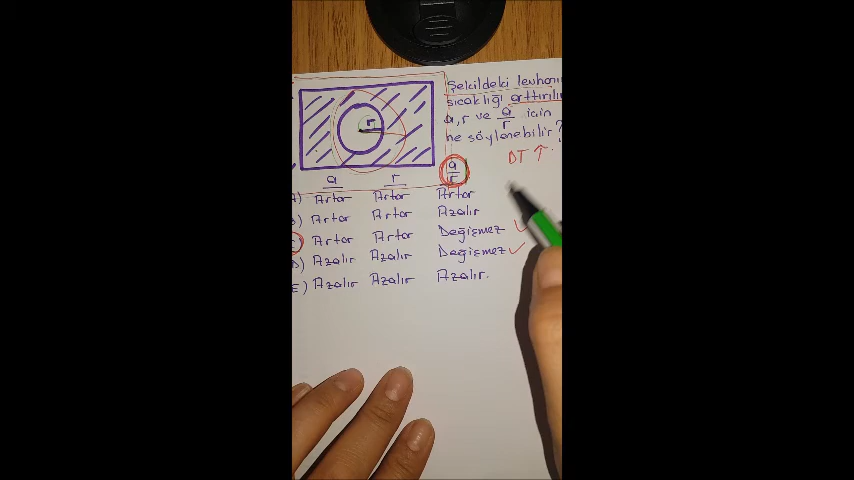 Şekildeki levhanın
sıcaklığı arttırılır
a, r ve a/r için
ne söylenebilir?
r
ΔT ↑
a r a/r
A) Artar Artar Artar
B) Artar Artar Azalır
C) Artar Artar Değişmez
D) Azalır Azalır Değişmez
E) Azalır Azalır Azalır.